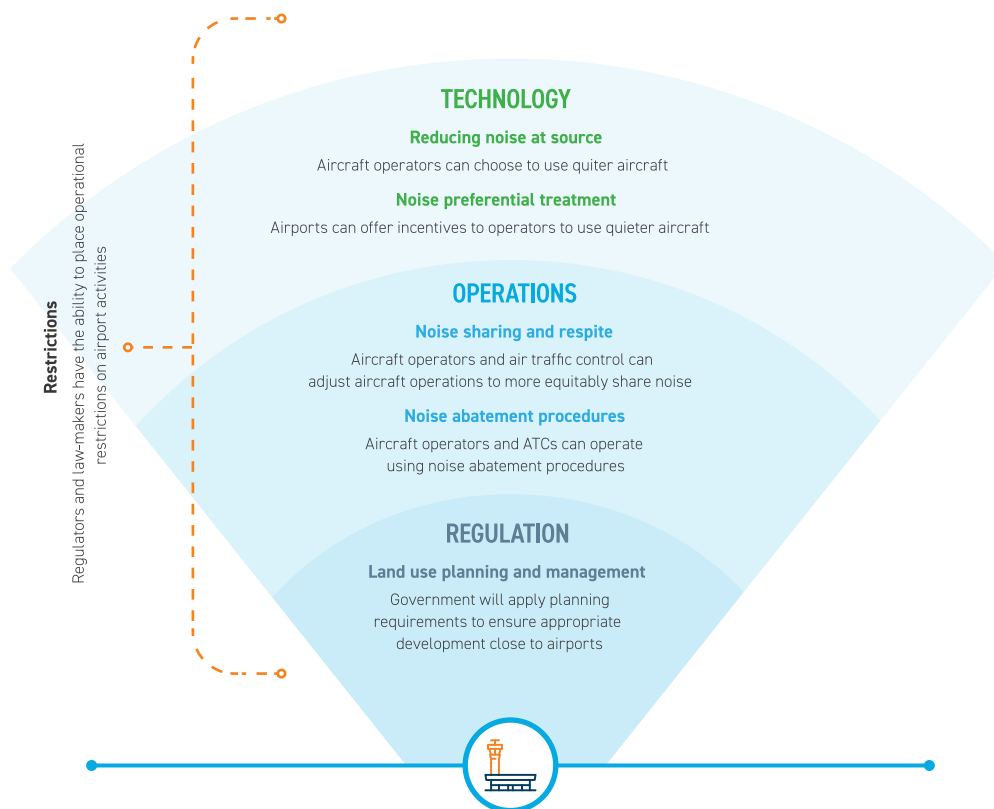 TECHNOLOGY
Reducing noise at source
Aircraft operators can choose to use quiter aircraft
Noise preferential treatment
Airports can offer incentives to operators to use quieter aircraft
OPERATIONS
Noise sharing and respite
Aircraft operators and air traffic control can
adjust aircraft operations to more equitably share noise
Noise abatement procedures
Aircraft operators and ATCs can operate
using noise abatement procedures
REGULATION
Land use planning and management
Government will apply planning
requirements to ensure appropriate
development close to airports
Restrictions
Regulators and law-makers have the ability to place operational
restrictions on airport activities